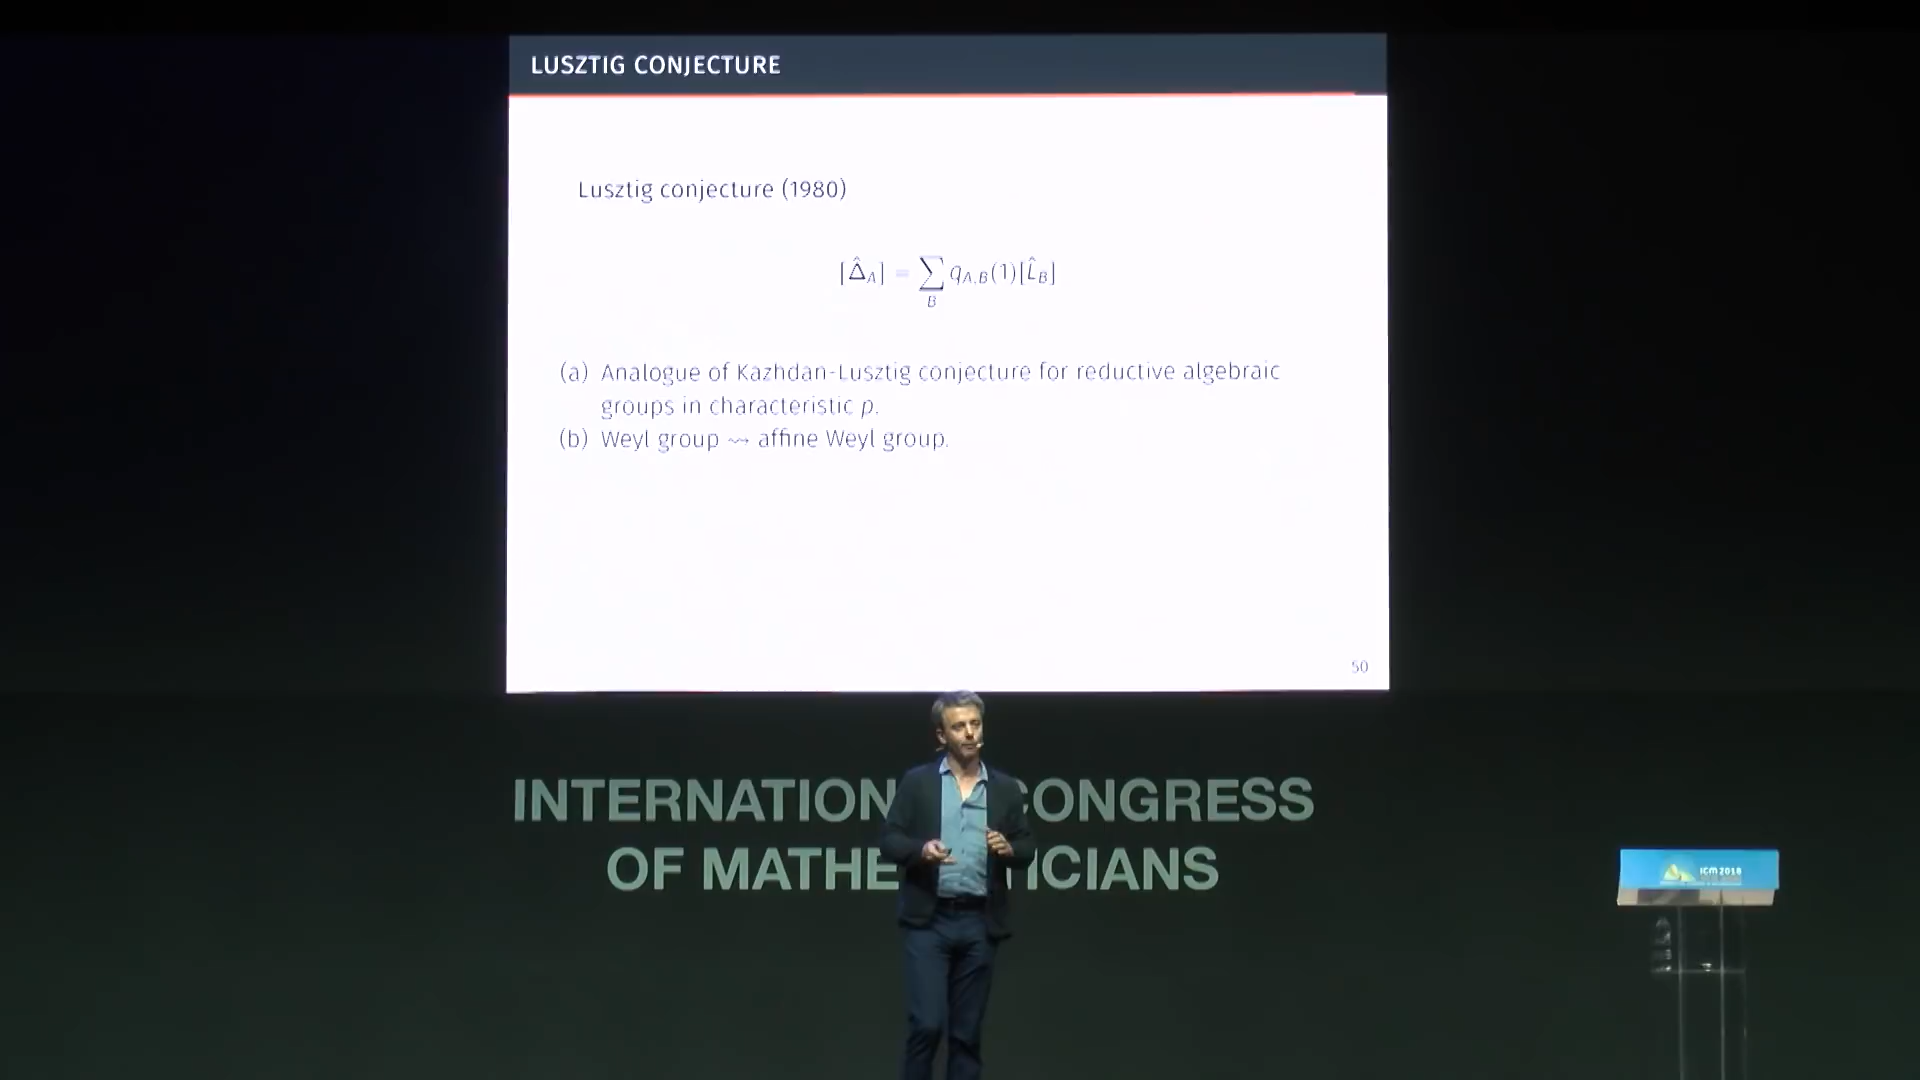 LUSZTIG CONJECTURE
Lusztig conjecture (1980)
[Δ̂_A] = ∑_B q_{A,B}(1)[L̂_B]
(a) Analogue of Kazhdan-Lusztig conjecture for reductive algebraic
groups in characteristic p.
(b) Weyl group ⇝ affine Weyl group.
50
INTERNATION CONGRESS
OF MATHE ICIANS
ICM 2018